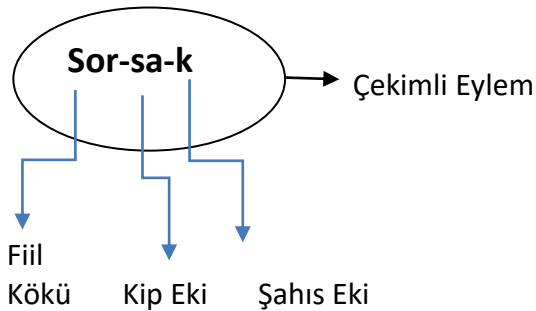 Sor-sa-k
Çekimli Eylem
Fiil
Kökü
Kip Eki
Şahıs Eki